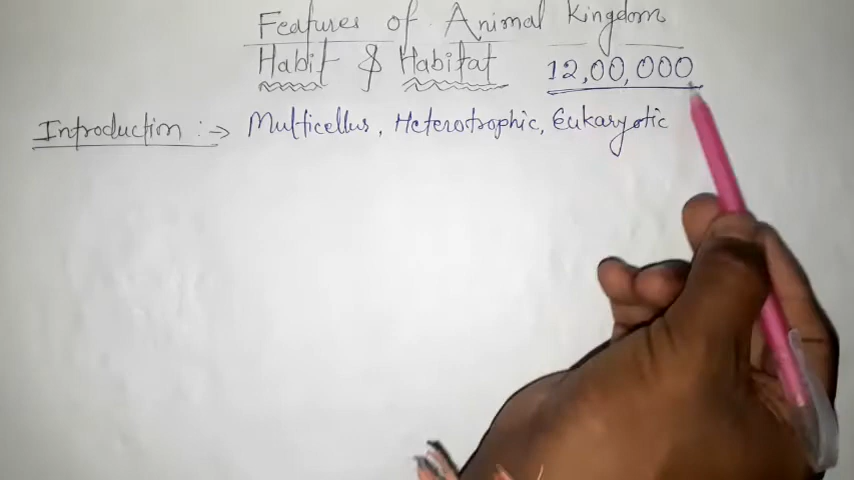 Features of Animal Kingdom
Habit & Habitat 12,00,000
Introduction :-> Multicellus, Heterotrophic, Eukaryotic